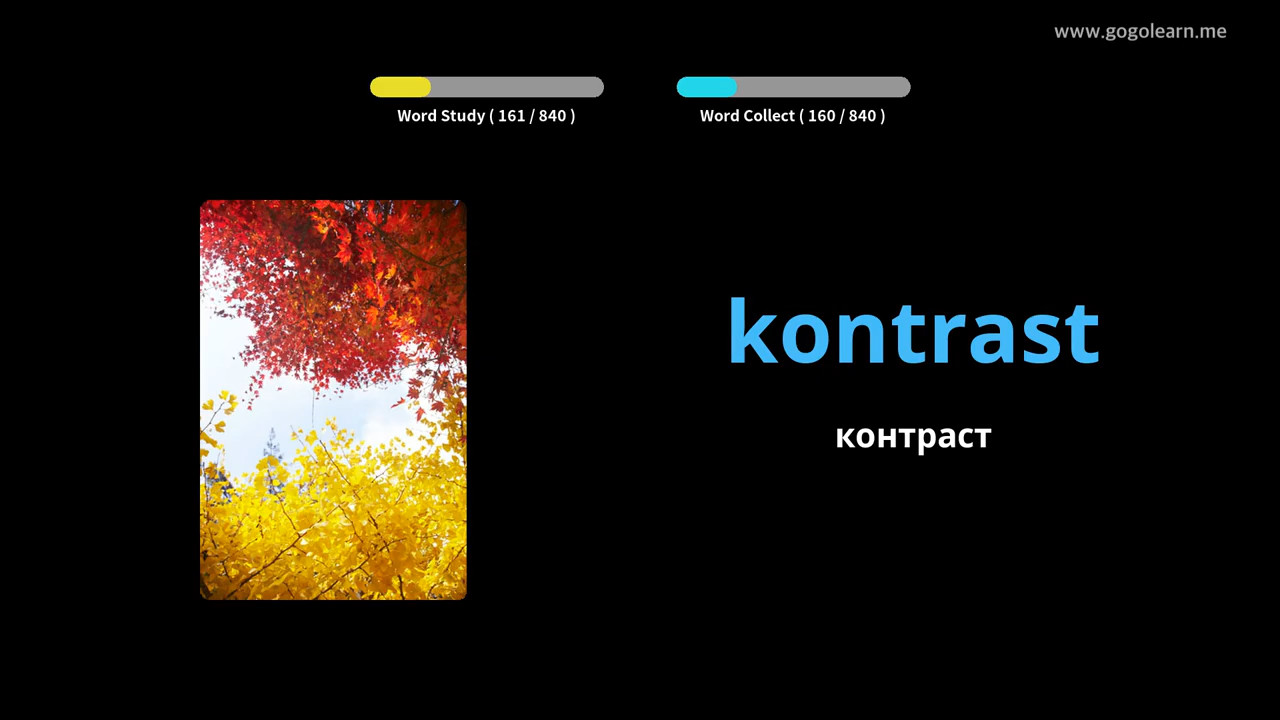 www.gogolearn.me
Word Study ( 161 / 840 )
Word Collect ( 160 / 840 )
kontrast
контраст